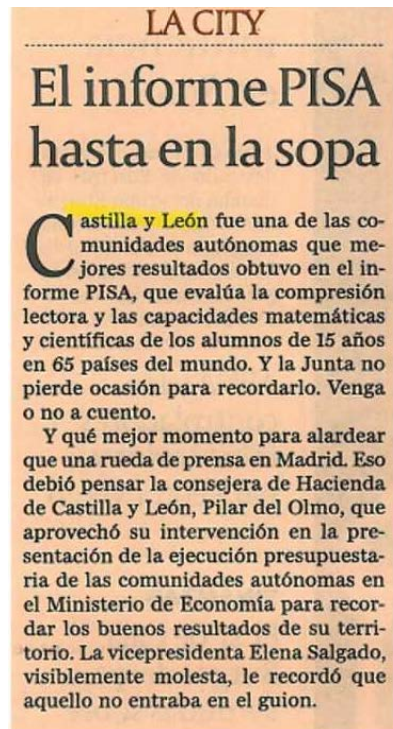 LA CITY
El informe PISA
hasta en la sopa
Castilla y León fue una de las co-
munidades autónomas que me-
jores resultados obtuvo en el in-
forme PISA, que evalúa la compresión
lectora y las capacidades matemáticas
y científicas de los alumnos de 15 años
en 65 países del mundo. Y la Junta no
pierde ocasión para recordarlo. Venga
o no a cuento.
Y qué mejor momento para alardear
que una rueda de prensa en Madrid. Eso
debió pensar la consejera de Hacienda
de Castilla y León, Pilar del Olmo, que
aprovechó su intervención en la pre-
sentación de la ejecución presupuesta-
ria de las comunidades autónomas en
el Ministerio de Economía para recor-
dar los buenos resultados de su terri-
torio. La vicepresidenta Elena Salgado,
visiblemente molesta, le recordó que
aquello no entraba en el guion.